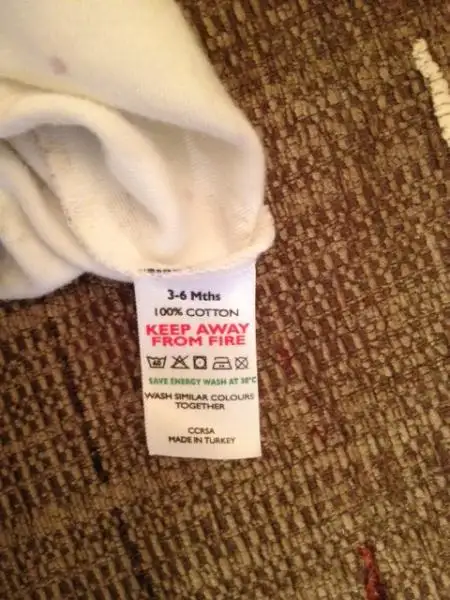 3-6 Mths
100% COTTON
KEEP AWAY
FROM FIRE
SAVE ENERGY WASH AT 30°C
WASH SIMILAR COLOURS
TOGETHER
CCRSA
MADE IN TURKEY